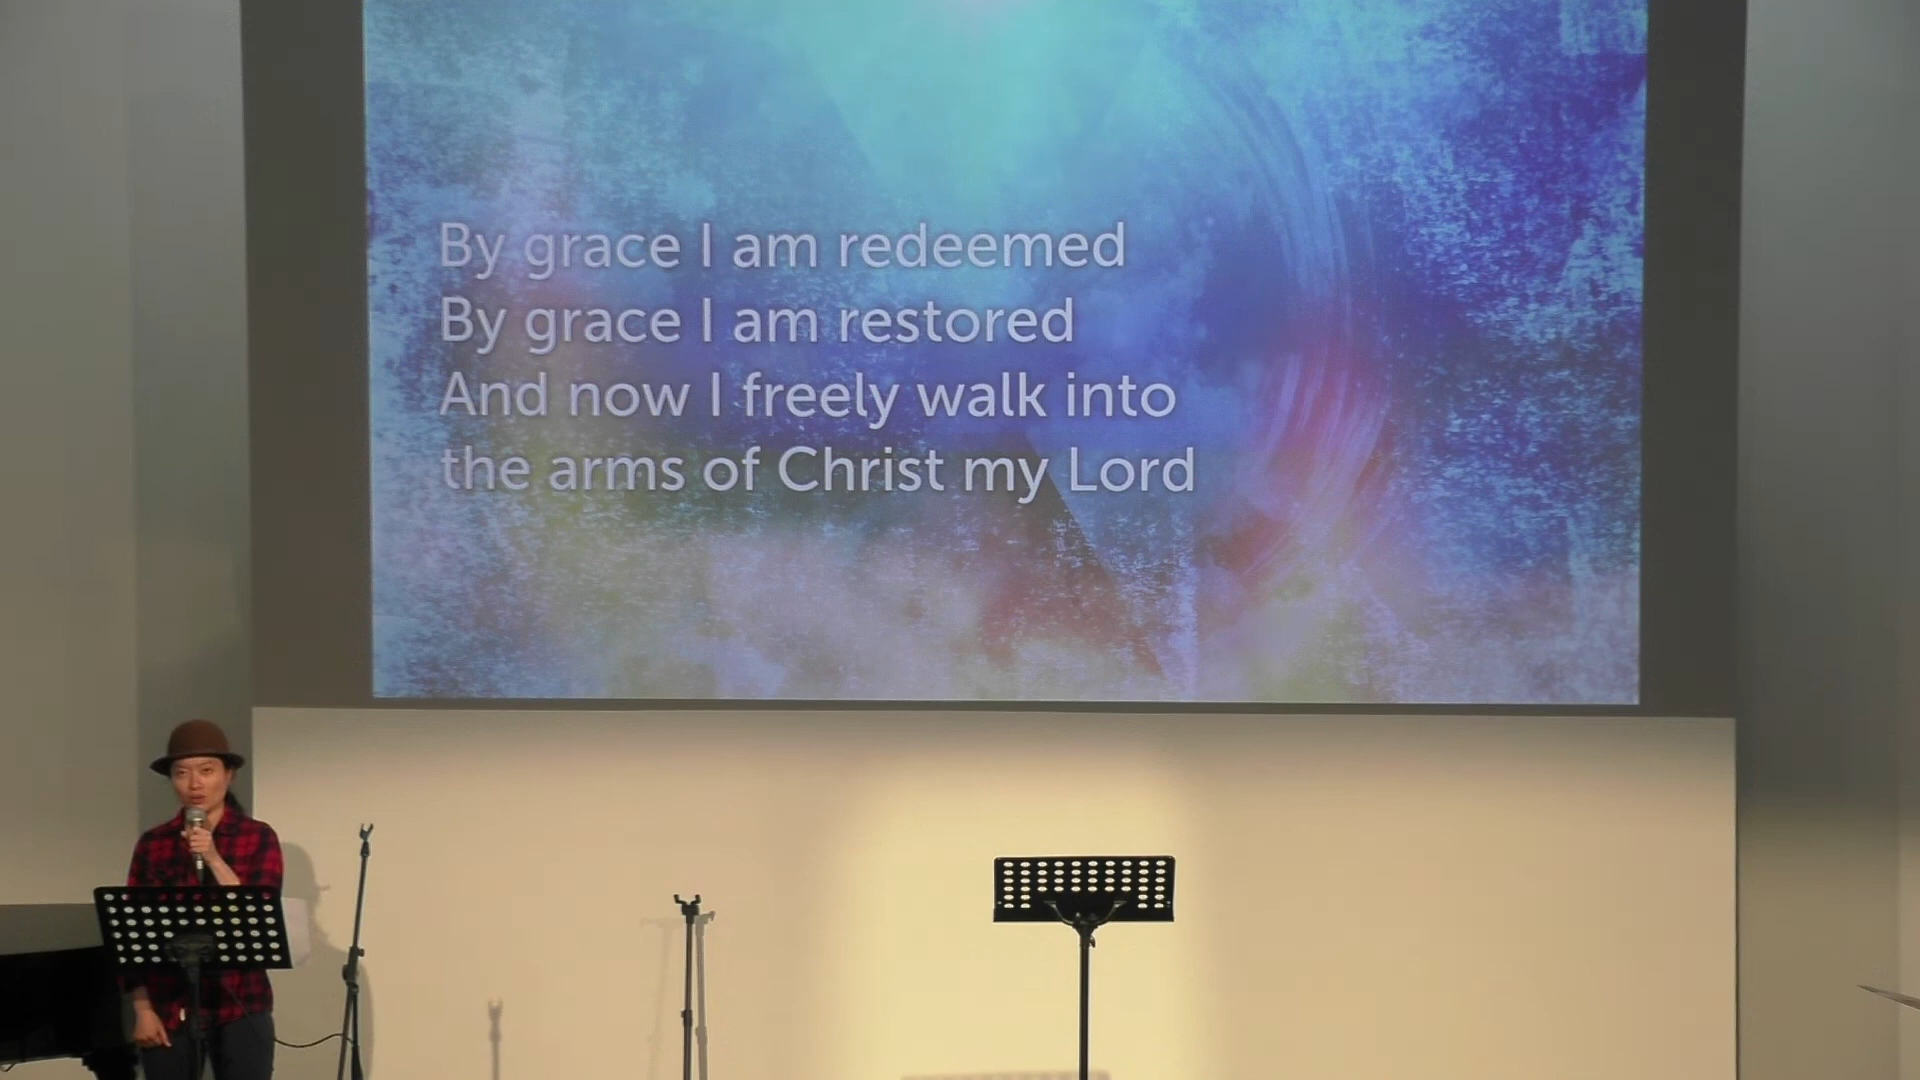 By grace I am redeemed
By grace I am restored
And now I freely walk into
the arms of Christ my Lord